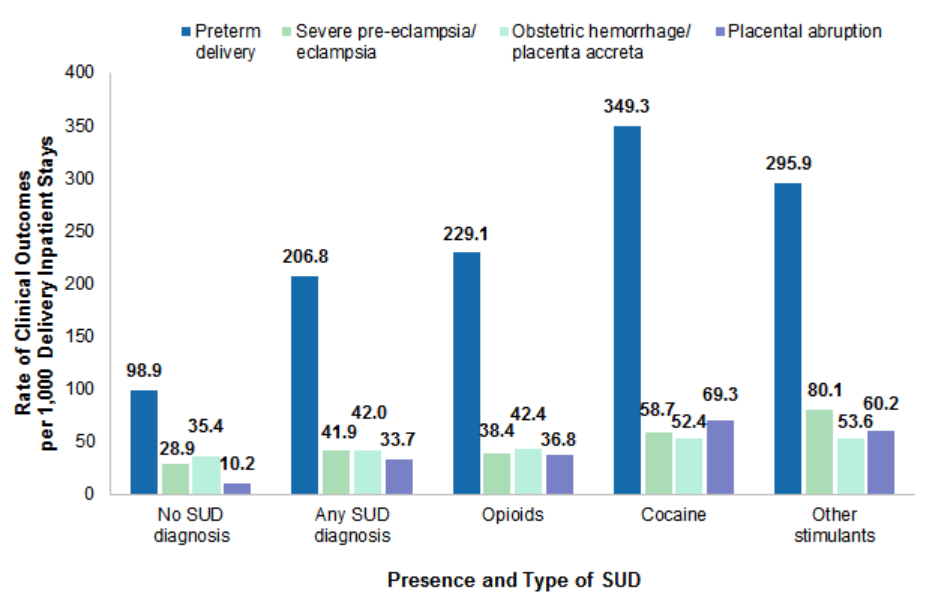 Preterm delivery
Severe pre-eclampsia/ eclampsia
Obstetric hemorrhage/ placenta accreta
Placental abruption
Rate of Clinical Outcomes
per 1,000 Delivery Inpatient Stays
400
350
300
250
200
150
100
50
0
98.9
28.9
35.4
10.2
206.8
41.9
42.0
33.7
229.1
38.4
42.4
36.8
349.3
58.7
52.4
69.3
295.9
80.1
53.6
60.2
No SUD
diagnosis
Any SUD
diagnosis
Opioids
Cocaine
Other
stimulants
Presence and Type of SUD